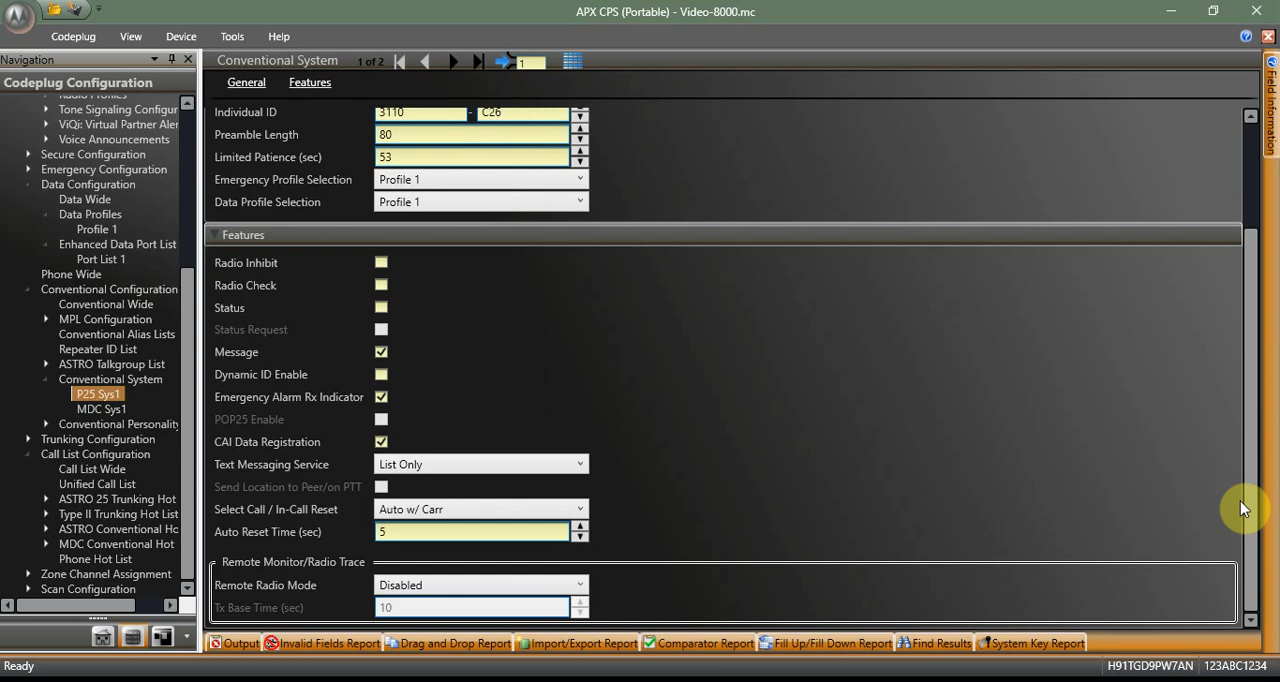 APX CPS (Portable) - Video-8000.mc
Codeplug View Device Tools Help
Navigation
Conventional System 1 of 2 1
Codeplug Configuration
General Features
Radio Profiles
Tone Signaling Configur
ViQi: Virtual Partner Aler
Voice Announcements
Secure Configuration
Emergency Configuration
Data Configuration
Data Wide
Data Profiles
Profile 1
Enhanced Data Port List
Port List 1
Phone Wide
Conventional Configuration
Conventional Wide
MPL Configuration
Conventional Alias Lists
Repeater ID List
ASTRO Talkgroup List
Conventional System
P25 Sys1
MDC Sys1
Conventional Personality
Trunking Configuration
Call List Configuration
Call List Wide
Unified Call List
ASTRO 25 Trunking Hot
Type II Trunking Hot List
ASTRO Conventional Hc
MDC Conventional Hot
Phone Hot List
Zone Channel Assignment
Scan Configuration
Individual ID 3110 - C26
Preamble Length 80
Limited Patience (sec) 53
Emergency Profile Selection Profile 1
Data Profile Selection Profile 1
Features
Radio Inhibit
Radio Check
Status
Status Request
Message
Dynamic ID Enable
Emergency Alarm Rx Indicator
POP25 Enable
CAI Data Registration
Text Messaging Service List Only
Send Location to Peer/on PTT
Select Call / In-Call Reset Auto w/ Carr
Auto Reset Time (sec) 5
Remote Monitor/Radio Trace
Remote Radio Mode Disabled
Tx Base Time (sec) 10
Field Information
Output Invalid Fields Report Drag and Drop Report Import/Export Report Comparator Report Fill Up/Fill Down Report Find Results System Key Report
Ready H91TGD9PW7AN 123ABC1234